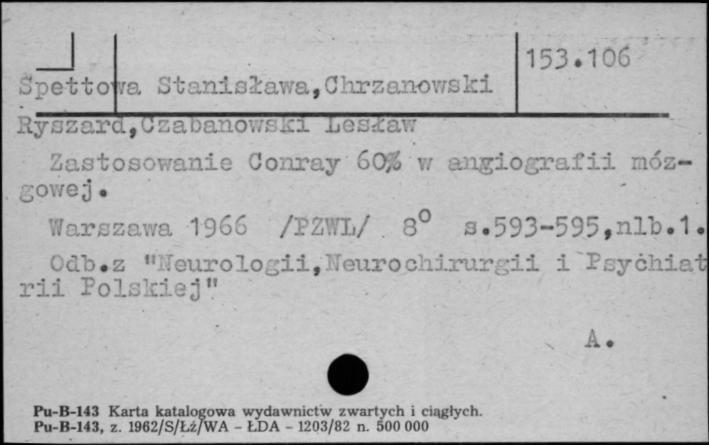 153.106
Spettowa Stanisława,Chrzanowski
Ryszard,Czabanowski Lesław
Zastosowanie Conray 60% w angiografii móz-
gowej.
Warszawa 1966 /PZWL/ 8° s.593-595,nlb.1.
Odb.z "Neurologii,Neurochirurgii i Psychiat
rii Polskiej"
A.
Pu-B-143 Karta katalogowa wydawnictw zwartych i ciągłych.
Pu-B-143, z. 1962/S/Łź/WA - ŁDA - 1203/82 n. 500 000